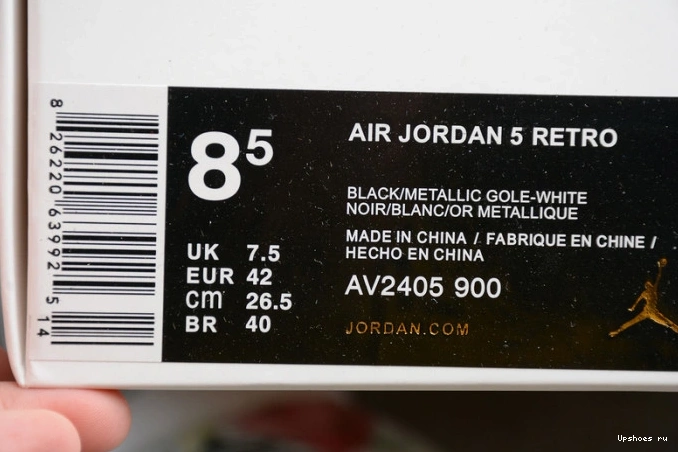 8 26220 63992 5 14
8 5
AIR JORDAN 5 RETRO
BLACK/METALLIC GOLE-WHITE
NOIR/BLANC/OR METALLIQUE
MADE IN CHINA / FABRIQUE EN CHINE /
HECHO EN CHINA
UK 7.5
EUR 42
CM 26.5
BR 40
AV2405 900
JORDAN.COM
Upshoes ru